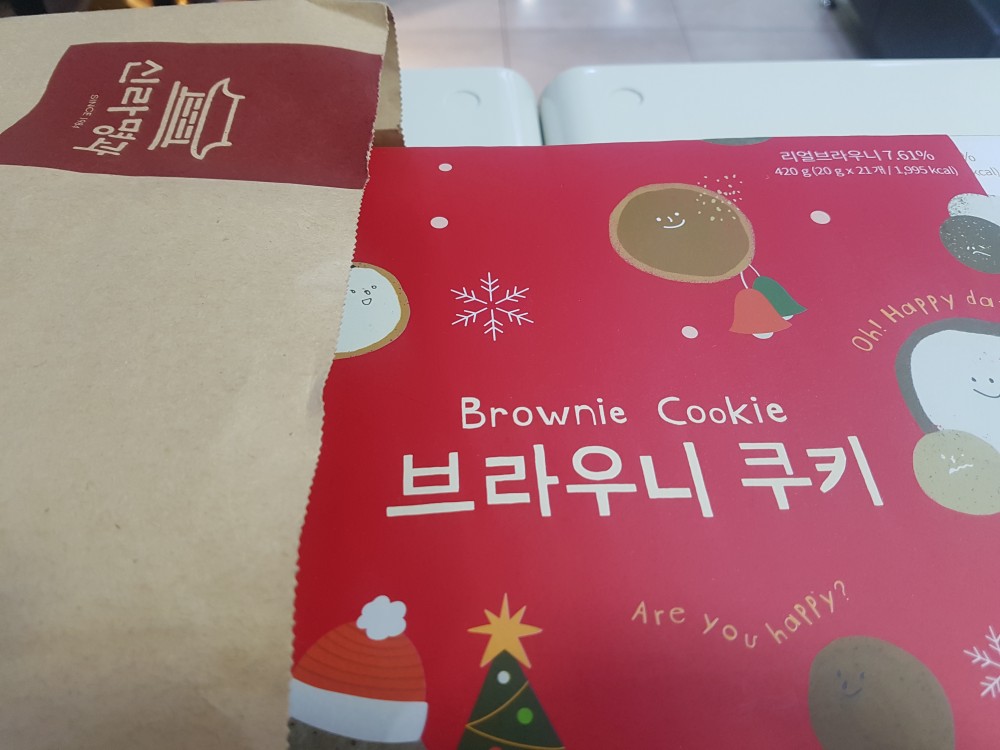 신라명과
SINCE 1984
리얼브라우니 7.61%
420 g (20 g x 21개 / 1,995 kcal)
Oh! Happy da
Brownie Cookie
브라우니 쿠키
Are you happy?